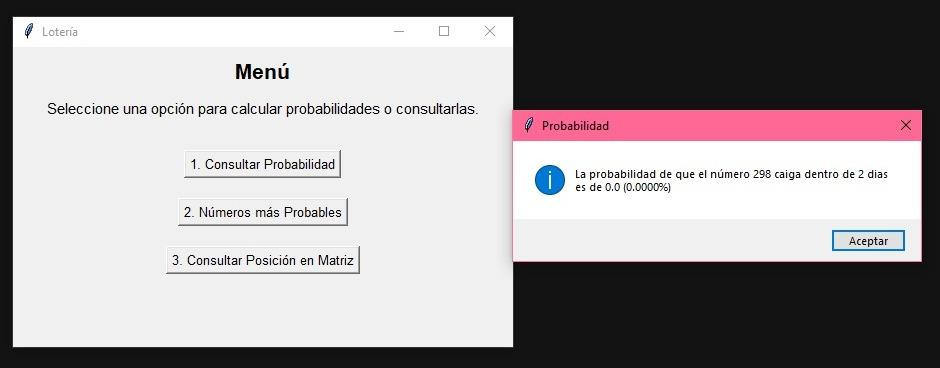 Lotería
Menú
Seleccione una opción para calcular probabilidades o consultarlas.
1. Consultar Probabilidad
2. Números más Probables
3. Consultar Posición en Matriz
Probabilidad
La probabilidad de que el número 298 caiga dentro de 2 dias
es de 0.0 (0.0000%)
Aceptar